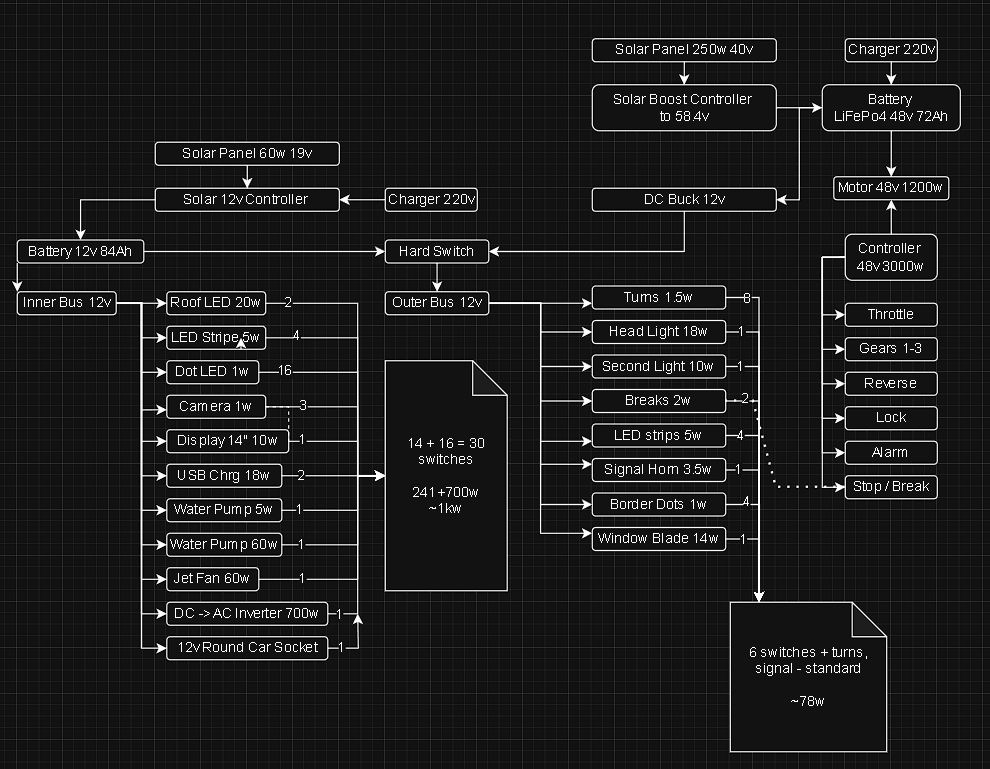 Solar Panel 250w 40v
Charger 220v
Solar Boost Controller
to 58.4v
Battery
LiFePo4 48v 72Ah
Solar Panel 60w 19v
Solar 12v Controller
Charger 220v
DC Buck 12v
Motor 48v 1200w
Battery 12v 84Ah
Hard Switch
Controller
48v 3000w
Inner Bus 12v
Outer Bus 12v
Roof LED 20w
2
LED Stripe 5w
4
Dot LED 1w
16
Camera 1w
3
Display 14" 10w
1
USB Chrg 18w
2
Water Pump 5w
1
Water Pump 60w
1
Jet Fan 60w
1
DC -> AC Inverter 700w
1
12v Round Car Socket
1
14 + 16 = 30
switches
241+700w
~1kw
Turns 1.5w
8
Head Light 18w
1
Second Light 10w
1
Breaks 2w
2
LED strips 5w
4
Signal Horn 3.5w
1
Border Dots 1w
4
Window Blade 14w
1
Throttle
Gears 1-3
Reverse
Lock
Alarm
Stop / Break
6 switches + turns,
signal - standard
~78w